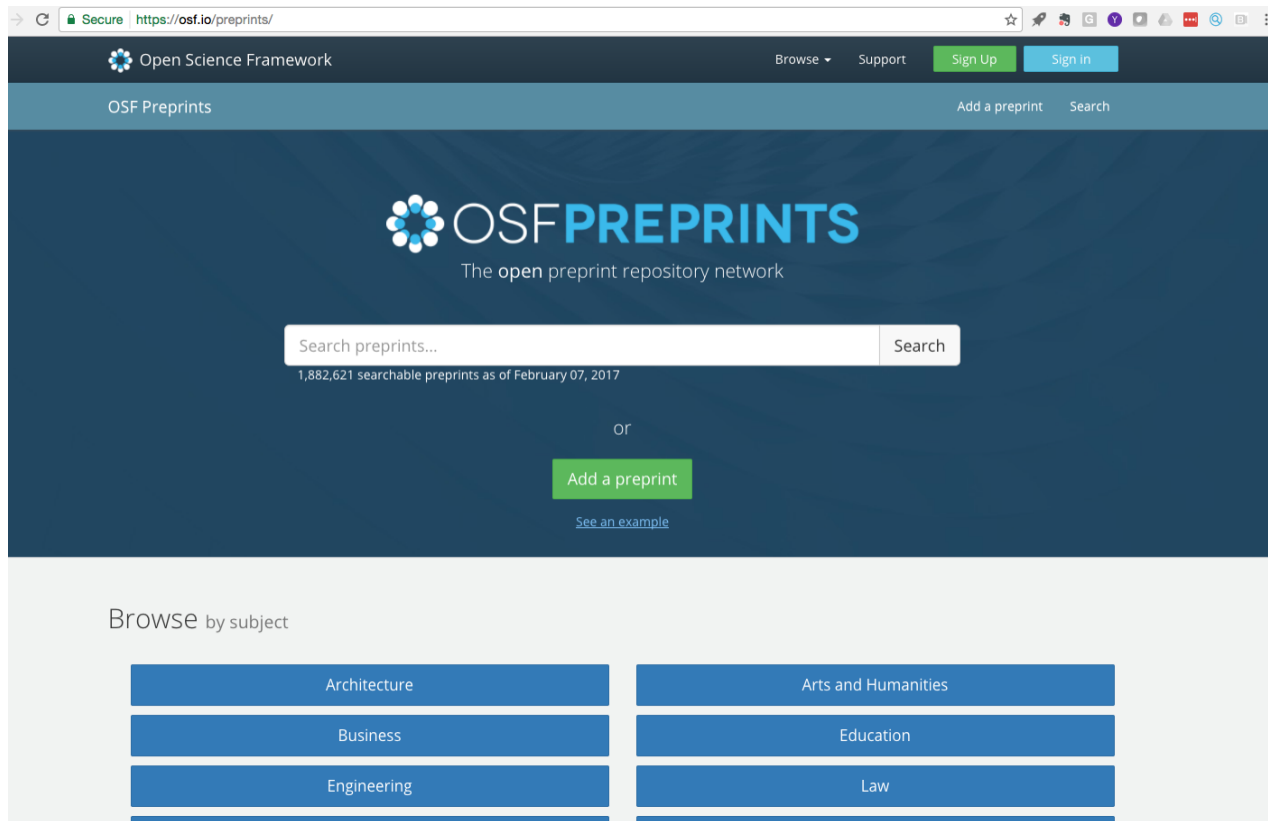 Secure https://osf.io/preprints/
Open Science Framework Browse Support Sign Up Sign in
OSF Preprints Add a preprint Search
OSFPREPRINTS
The open preprint repository network
Search preprints... Search
1,882,621 searchable preprints as of February 07, 2017
or
Add a preprint
See an example
Browse by subject
Architecture Arts and Humanities
Business Education
Engineering Law